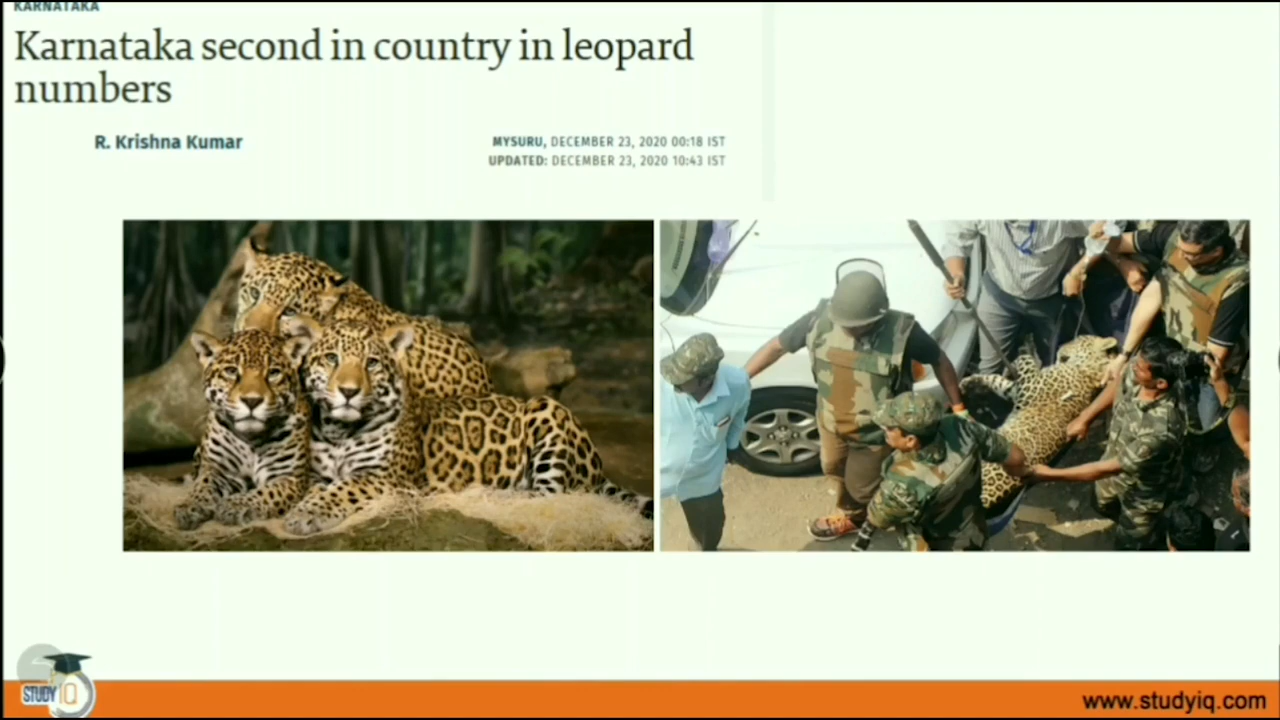 KARNATAKA
Karnataka second in country in leopard
numbers
R. Krishna Kumar
MYSURU, DECEMBER 23, 2020 00:18 IST
UPDATED: DECEMBER 23, 2020 10:43 IST
STUDY IQ
www.studyiq.com